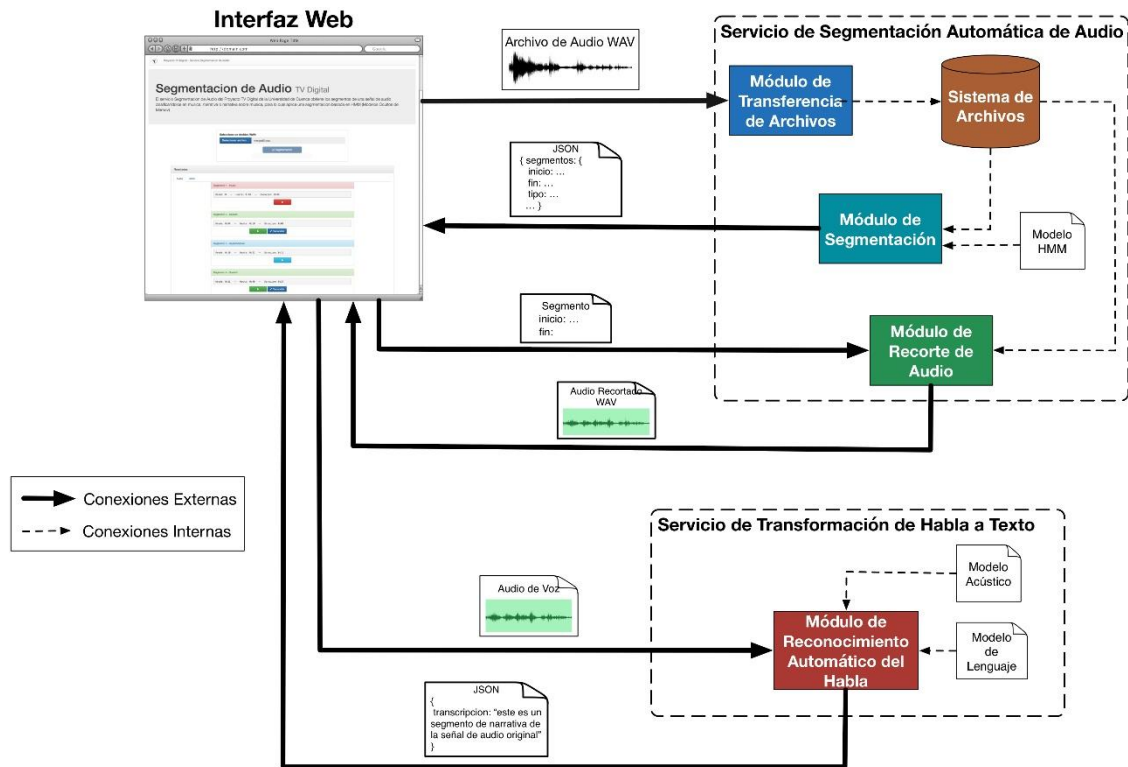 Interfaz Web
Segmentacion de Audio TV Digital
Archivo de Audio WAV
JSON
{ segmentos: {
inicio: ...
fin: ...
tipo: ...
... }
Segmento
inicio: ...
fin:
Audio Recortado
WAV
Servicio de Segmentación Automática de Audio
Módulo de
Transferencia
de Archivos
Sistema de
Archivos
Módulo de
Segmentación
Modelo
HMM
Módulo de
Recorte de
Audio
Conexiones Externas
Conexiones Internas
Servicio de Transformación de Habla a Texto
Audio de Voz
Modelo
Acústico
Módulo de
Reconocimiento
Automático del
Habla
Modelo
de
Lenguaje
JSON
{
transcripcion: "este es un
segmento de narrativa de
la señal de audio original"
}